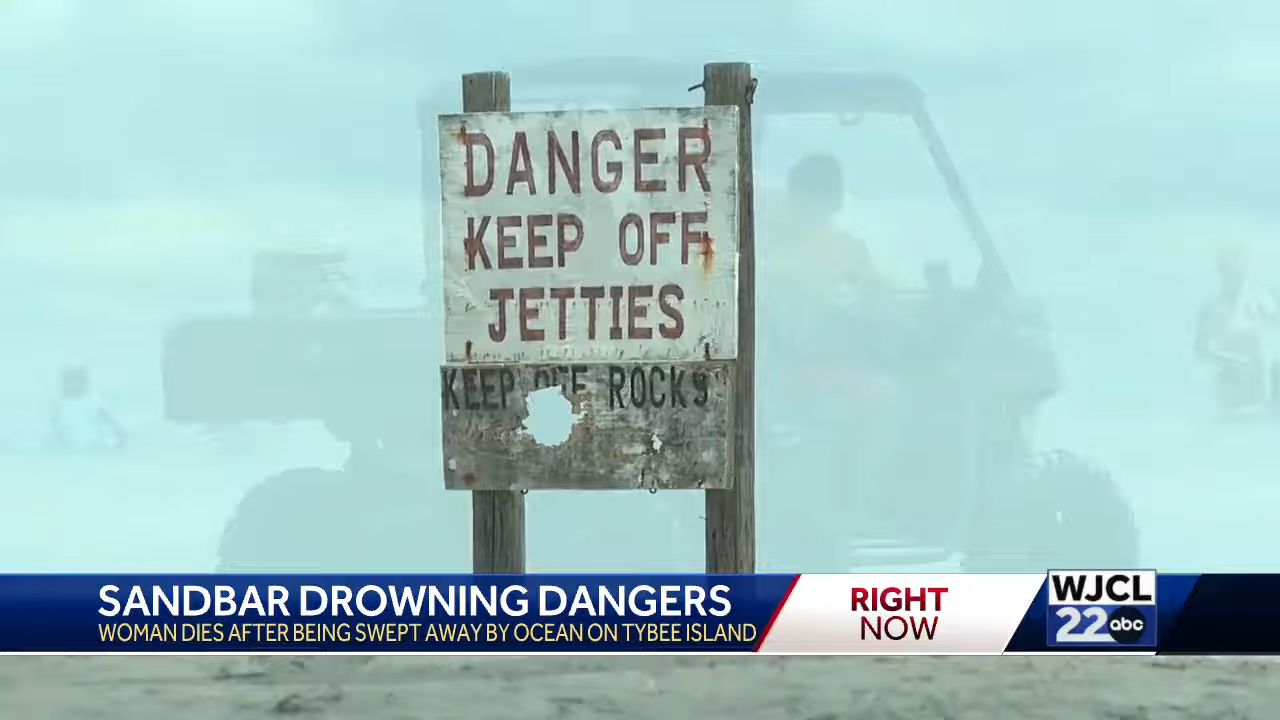 DANGER
KEEP OFF
JETTIES
KEEP OFF ROCKS
SANDBAR DROWNING DANGERS
WOMAN DIES AFTER BEING SWEPT AWAY BY OCEAN ON TYBEE ISLAND
RIGHT
NOW
WJCL
22 abc